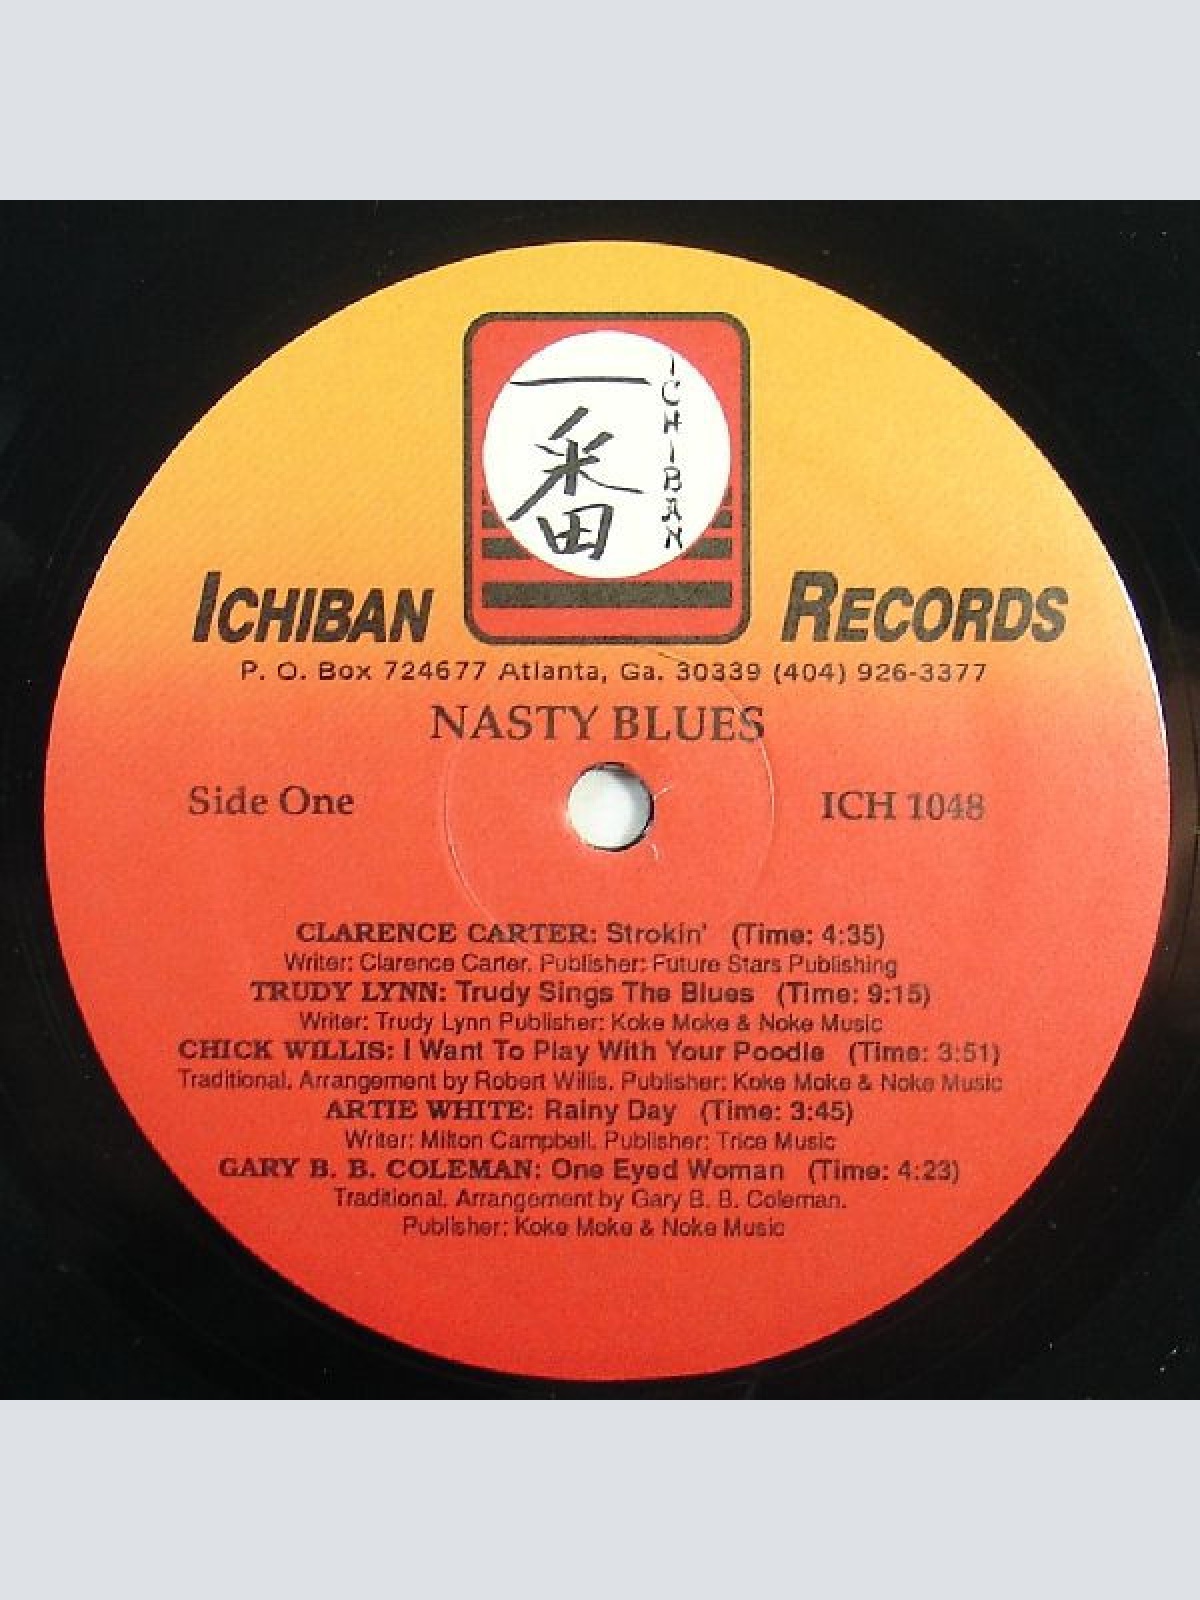 一番
ICHIBAN
ICHIBAN RECORDS
P. O. Box 724677 Atlanta, Ga. 30339 (404) 926-3377
NASTY BLUES
Side One
ICH 1048
CLARENCE CARTER: Strokin' (Time: 4:35)
Writer: Clarence Carter. Publisher: Future Stars Publishing
TRUDY LYNN: Trudy Sings The Blues (Time: 9:15)
Writer: Trudy Lynn Publisher: Koke Moke & Noke Music
CHICK WILLIS: I Want To Play With Your Poodle (Time: 3:51)
Traditional. Arrangement by Robert Willis. Publisher: Koke Moke & Noke Music
ARTIE WHITE: Rainy Day (Time: 3:45)
Writer: Milton Campbell. Publisher: Trice Music
GARY B. B. COLEMAN: One Eyed Woman (Time: 4:23)
Traditional. Arrangement by Gary B. B. Coleman.
Publisher: Koke Moke & Noke Music